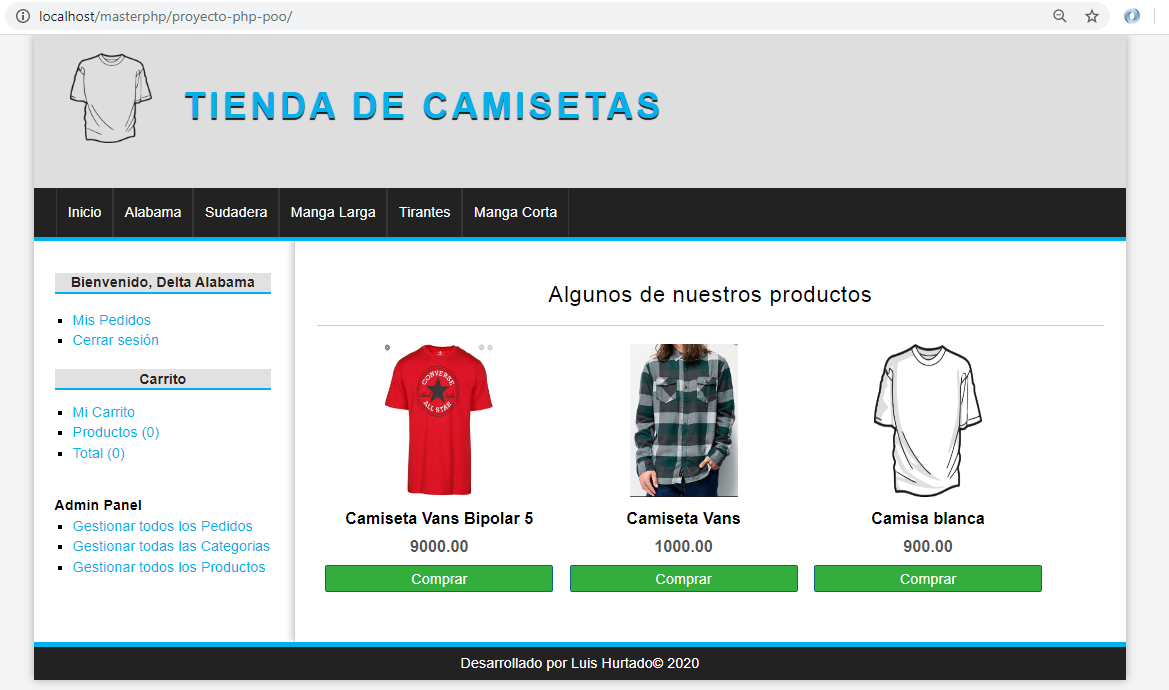 localhost/masterphp/proyecto-php-poo/
TIENDA DE CAMISETAS
Inicio Alabama Sudadera Manga Larga Tirantes Manga Corta
Bienvenido, Delta Alabama
Mis Pedidos
Cerrar sesión
Carrito
Mi Carrito
Productos (0)
Total (0)
Admin Panel
Gestionar todos los Pedidos
Gestionar todas las Categorias
Gestionar todos los Productos
Algunos de nuestros productos
CONVERSE
ALL STAR
Camiseta Vans Bipolar 5
9000.00
Comprar
Camiseta Vans
1000.00
Comprar
Camisa blanca
900.00
Comprar
Desarrollado por Luis Hurtado© 2020